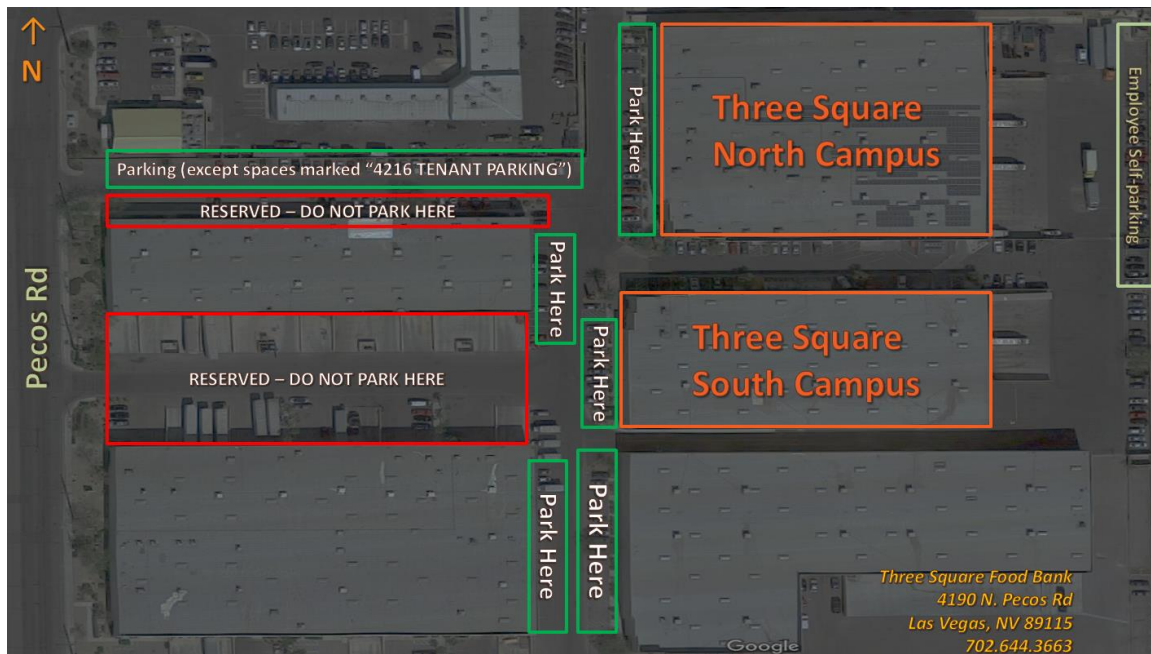 N
Pecos Rd
Parking (except spaces marked “4216 TENANT PARKING”)
RESERVED – DO NOT PARK HERE
Park Here
Three Square
North Campus
Employee Self-parking
Park Here
RESERVED – DO NOT PARK HERE
Park Here
Three Square
South Campus
Park Here
Park Here
Three Square Food Bank
4190 N. Pecos Rd
Las Vegas, NV 89115
702.644.3663
Google